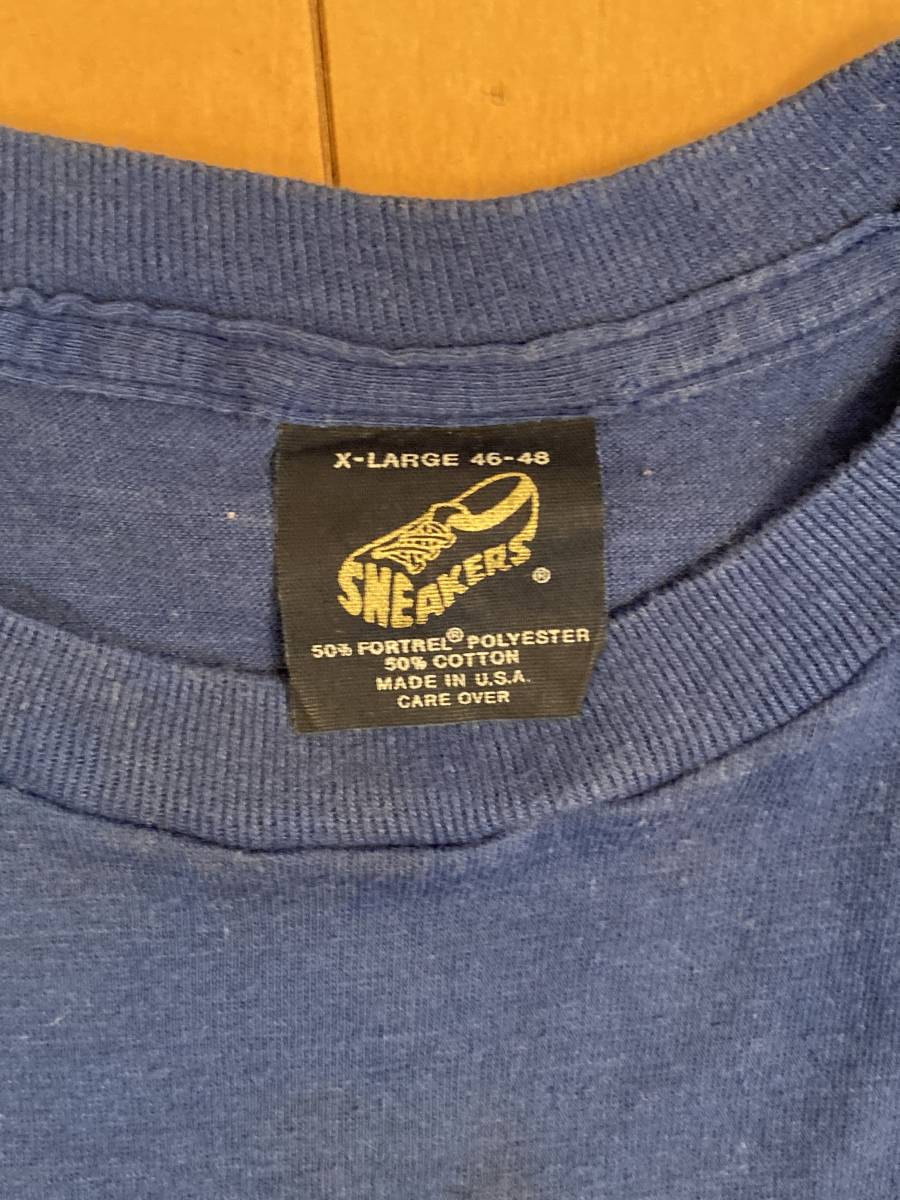 X-LARGE 46-48
SNEAKERS®
50% FORTREL® POLYESTER
50% COTTON
MADE IN U.S.A.
CARE OVER